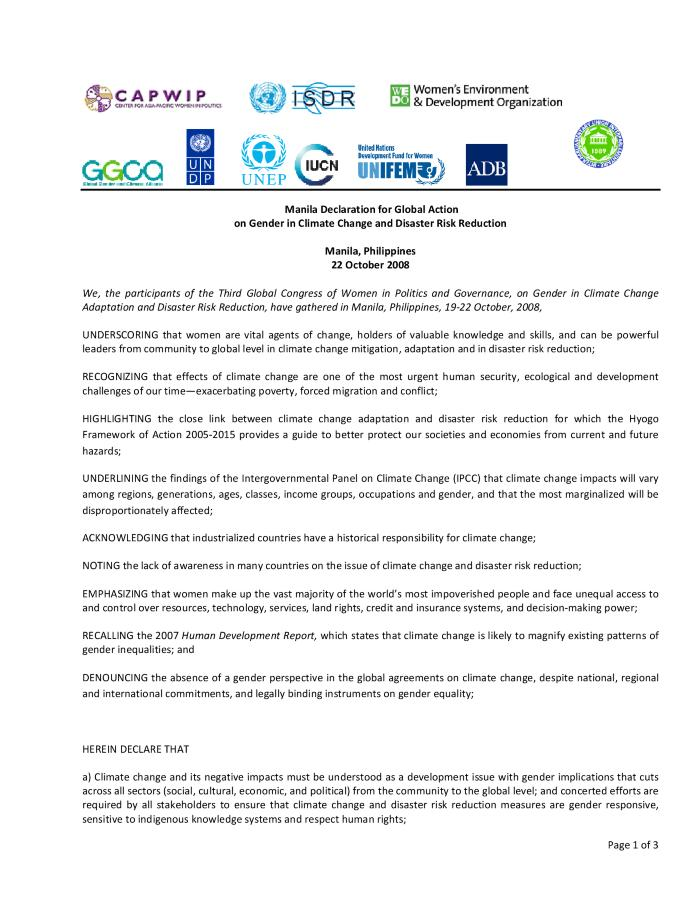 CAPWIP
CENTER FOR ASIA-PACIFIC WOMEN IN POLITICS
ISDR
WE
DO
Women's Environment
& Development Organization
GGCA
Global Gender and Climate Alliance
UN
DP
UNEP
IUCN
United Nations
Development Fund for Women
UNIFEM
ADB
1989
Manila Declaration for Global Action
on Gender in Climate Change and Disaster Risk Reduction
Manila, Philippines
22 October 2008
We, the participants of the Third Global Congress of Women in Politics and Governance, on Gender in Climate Change
Adaptation and Disaster Risk Reduction, have gathered in Manila, Philippines, 19-22 October, 2008,
UNDERSCORING that women are vital agents of change, holders of valuable knowledge and skills, and can be powerful
leaders from community to global level in climate change mitigation, adaptation and in disaster risk reduction;
RECOGNIZING that effects of climate change are one of the most urgent human security, ecological and development
challenges of our time—exacerbating poverty, forced migration and conflict;
HIGHLIGHTING the close link between climate change adaptation and disaster risk reduction for which the Hyogo
Framework of Action 2005-2015 provides a guide to better protect our societies and economies from current and future
hazards;
UNDERLINING the findings of the Intergovernmental Panel on Climate Change (IPCC) that climate change impacts will vary
among regions, generations, ages, classes, income groups, occupations and gender, and that the most marginalized will be
disproportionately affected;
ACKNOWLEDGING that industrialized countries have a historical responsibility for climate change;
NOTING the lack of awareness in many countries on the issue of climate change and disaster risk reduction;
EMPHASIZING that women make up the vast majority of the world's most impoverished people and face unequal access to
and control over resources, technology, services, land rights, credit and insurance systems, and decision-making power;
RECALLING the 2007 Human Development Report, which states that climate change is likely to magnify existing patterns of
gender inequalities; and
DENOUNCING the absence of a gender perspective in the global agreements on climate change, despite national, regional
and international commitments, and legally binding instruments on gender equality;
HEREIN DECLARE THAT
a) Climate change and its negative impacts must be understood as a development issue with gender implications that cuts
across all sectors (social, cultural, economic, and political) from the community to the global level; and concerted efforts are
required by all stakeholders to ensure that climate change and disaster risk reduction measures are gender responsive,
sensitive to indigenous knowledge systems and respect human rights;
Page 1 of 3